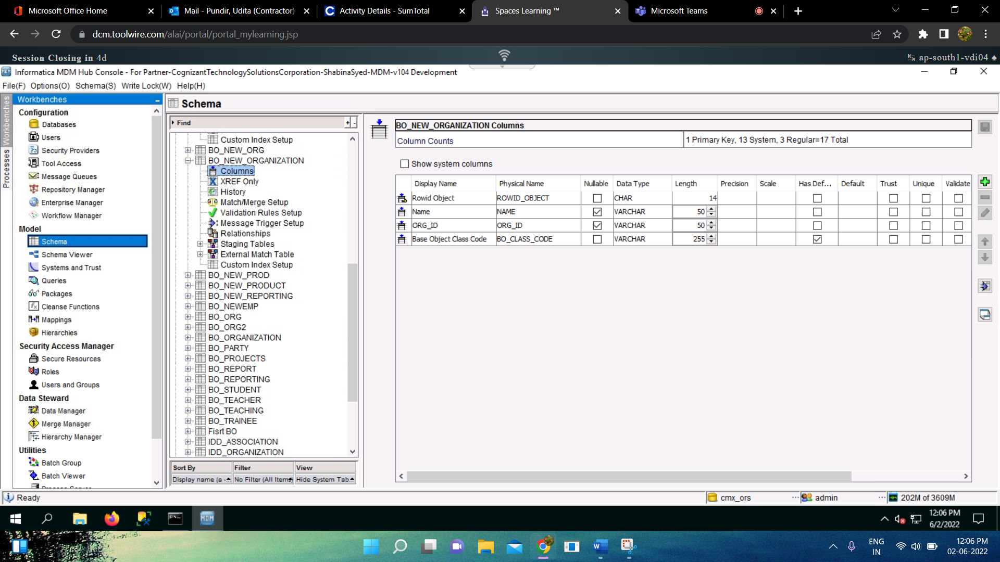 Microsoft Office Home
Mail - Pundir, Udita (Contractor)
Activity Details - SumTotal
Spaces Learning ™
Microsoft Teams
dcm.toolwire.com/alai/portal/portal_mylearning.jsp
Session Closing in 4d
ap-south1-vdi04
Informatica MDM Hub Console - For Partner-CognizantTechnologySolutionsCorporation-ShabinaSyed-MDM-v104 Development
File(F) Options(O) Schema(S) Write Lock(W) Help(H)
Workbenches
Processes
Workbenches
Configuration
Databases
Users
Security Providers
Tool Access
Message Queues
Repository Manager
Enterprise Manager
Workflow Manager
Model
Schema
Schema Viewer
Systems and Trust
Queries
Packages
Cleanse Functions
Mappings
Hierarchies
Security Access Manager
Secure Resources
Roles
Users and Groups
Data Steward
Data Manager
Merge Manager
Hierarchy Manager
Utilities
Batch Group
Batch Viewer
Schema
Find
+ -
Custom Index Setup
BO_NEW_ORG
BO_NEW_ORGANIZATION
Columns
XREF Only
History
Match/Merge Setup
Validation Rules Setup
Message Trigger Setup
Relationships
Staging Tables
External Match Table
Custom Index Setup
BO_NEW_PROD
BO_NEW_PRODUCT
BO_NEW_REPORTING
BO_NEWEMP
BO_ORG
BO_ORG2
BO_ORGANIZATION
BO_PARTY
BO_PROJECTS
BO_REPORT
BO_REPORTING
BO_STUDENT
BO_TEACHER
BO_TEACHING
BO_TRAINEE
Fisrt BO
IDD_ASSOCIATION
IDD_ORGANIZATION
Sort By Filter View
Display name (a - No Filter (All Items) Hide System Tab...
BO_NEW_ORGANIZATION Columns
Column Counts 1 Primary Key, 13 System, 3 Regular=17 Total
Show system columns
Display Name Physical Name Nullable Data Type Length Precision Scale Has Def... Default Trust Unique Validate
Rowid Object ROWID_OBJECT CHAR 14
Name NAME VARCHAR 50
ORG_ID ORG_ID VARCHAR 50
Base Object Class Code BO_CLASS_CODE VARCHAR 255
Ready
cmx_ors ... admin ... 202M of 3609M
MDM
12:06 PM
6/2/2022
ENG
IN
12:06 PM
02-06-2022